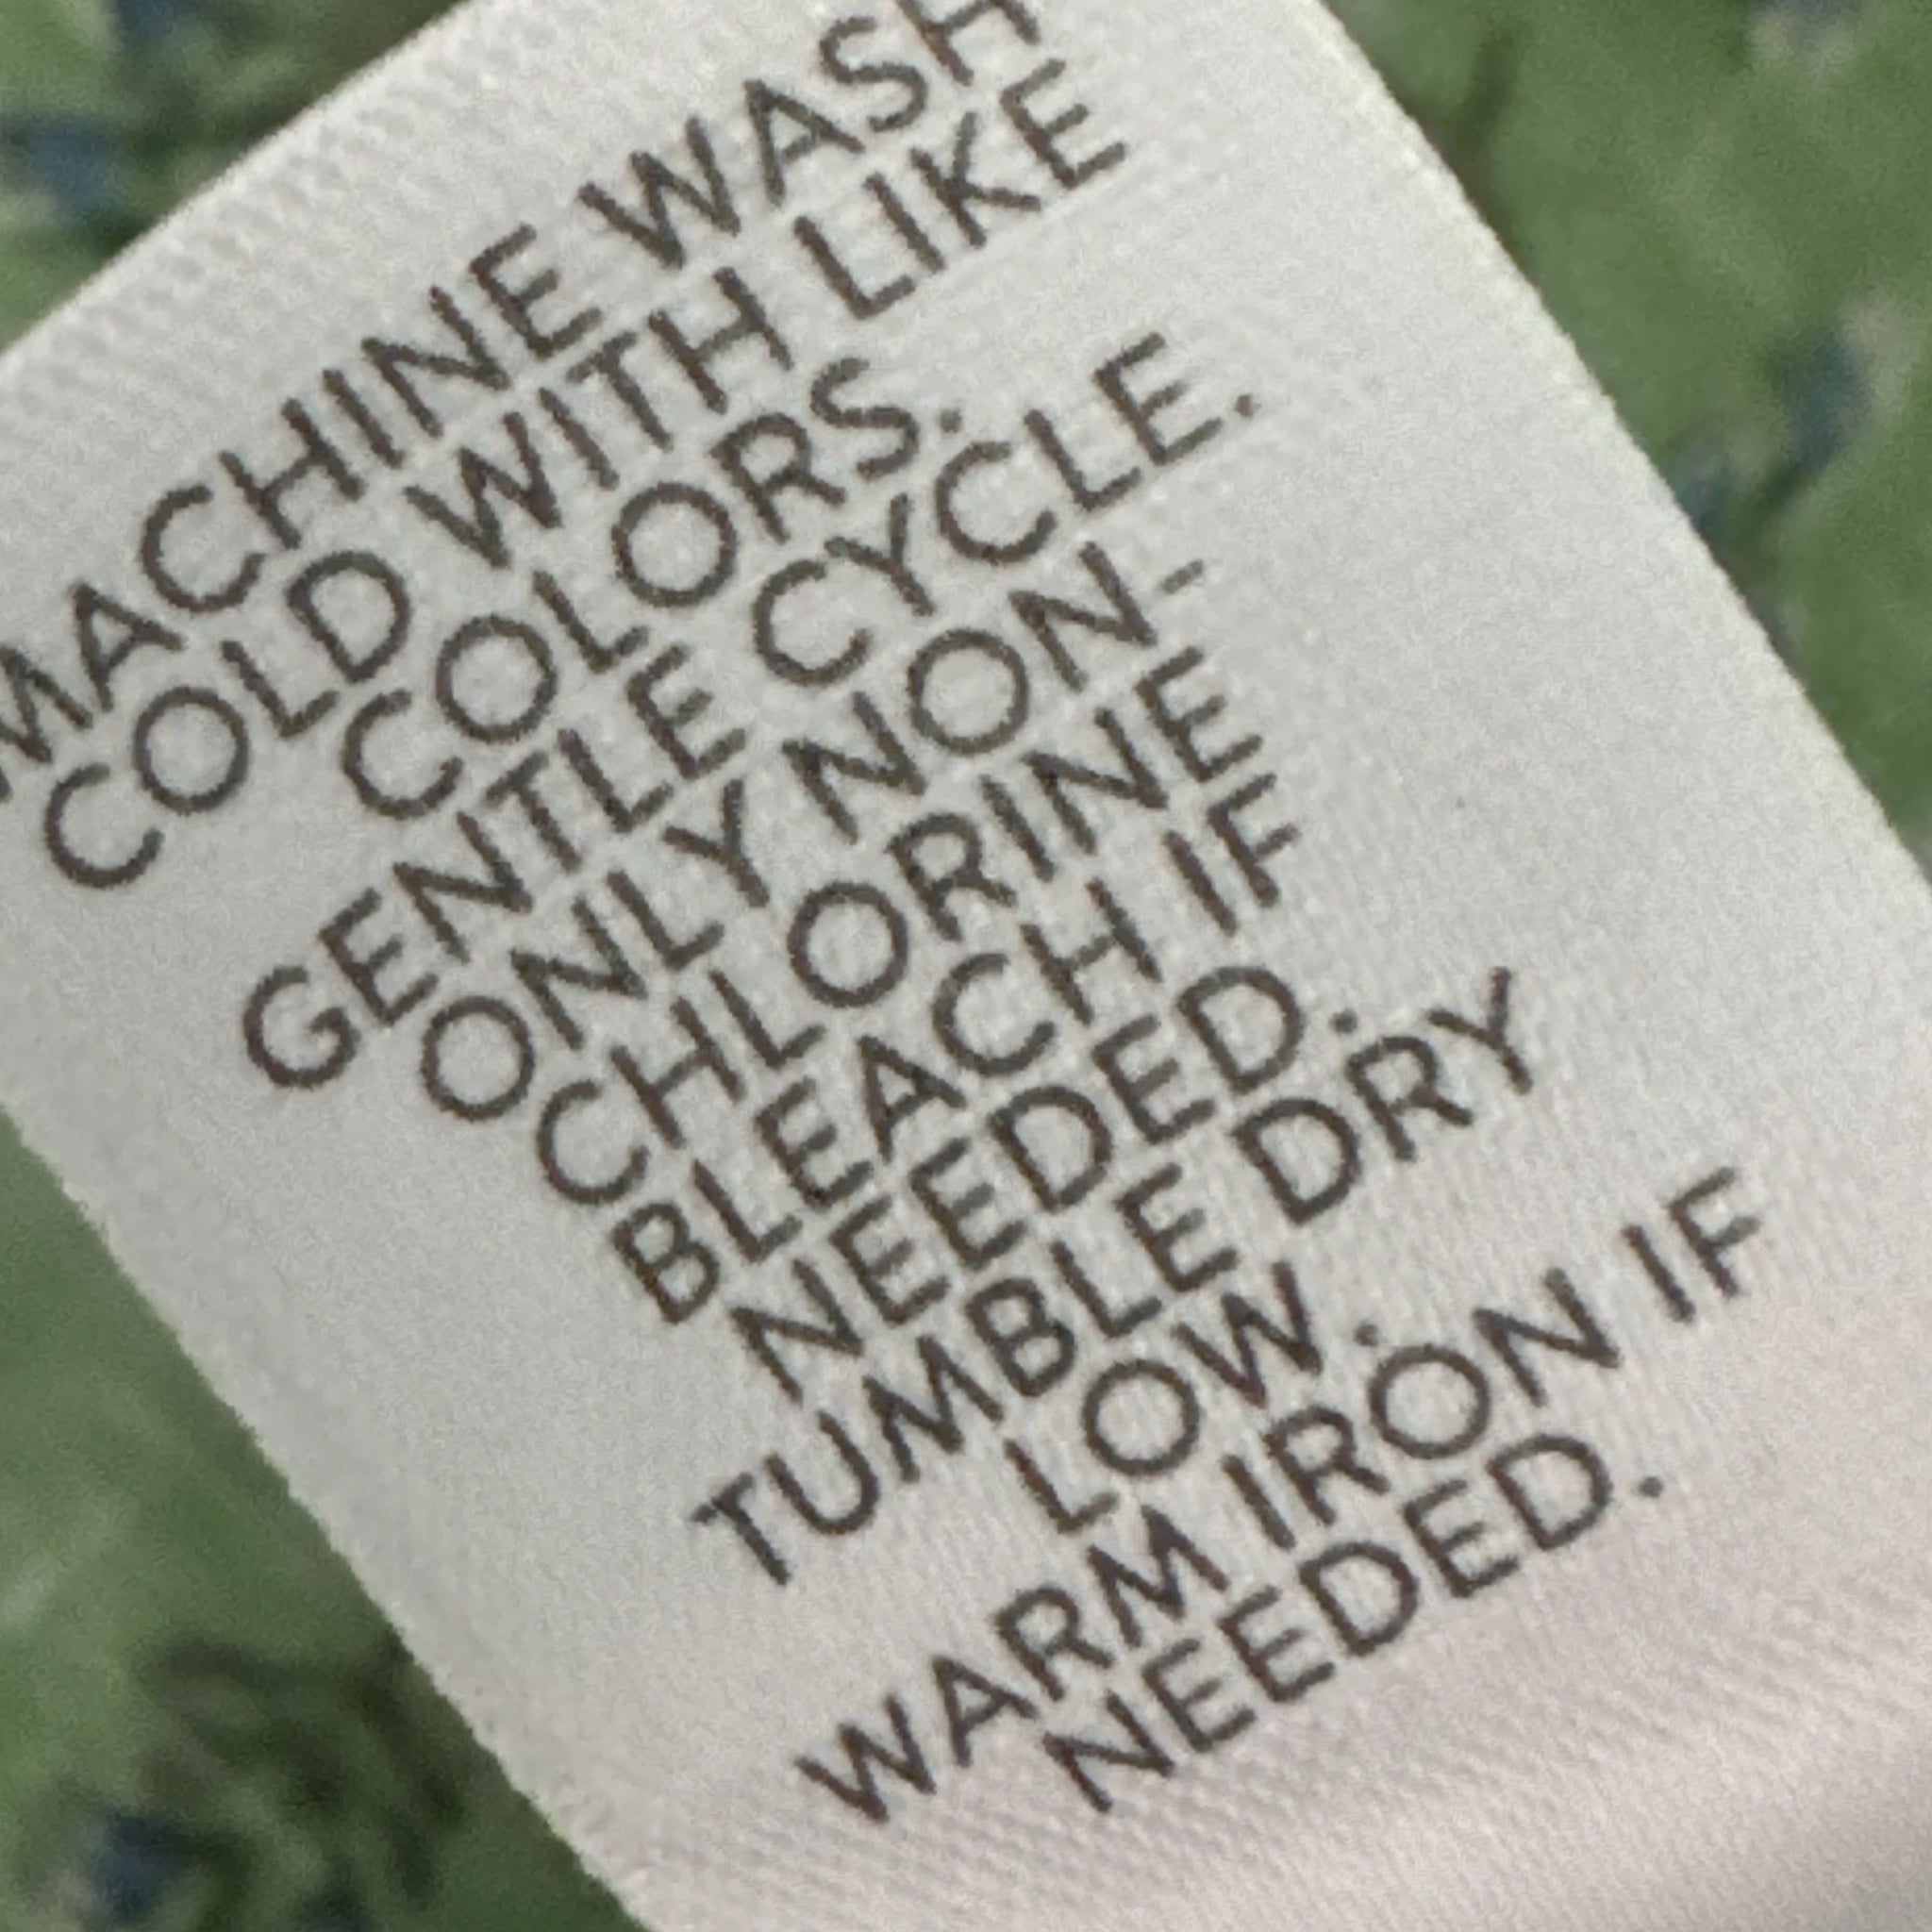 MACHINE WASH
COLD WITH LIKE
COLORS.
GENTLE CYCLE.
ONLY NON-
CHLORINE
BLEACH IF
NEEDED.
TUMBLE DRY
LOW.
WARM IRON IF
NEEDED.